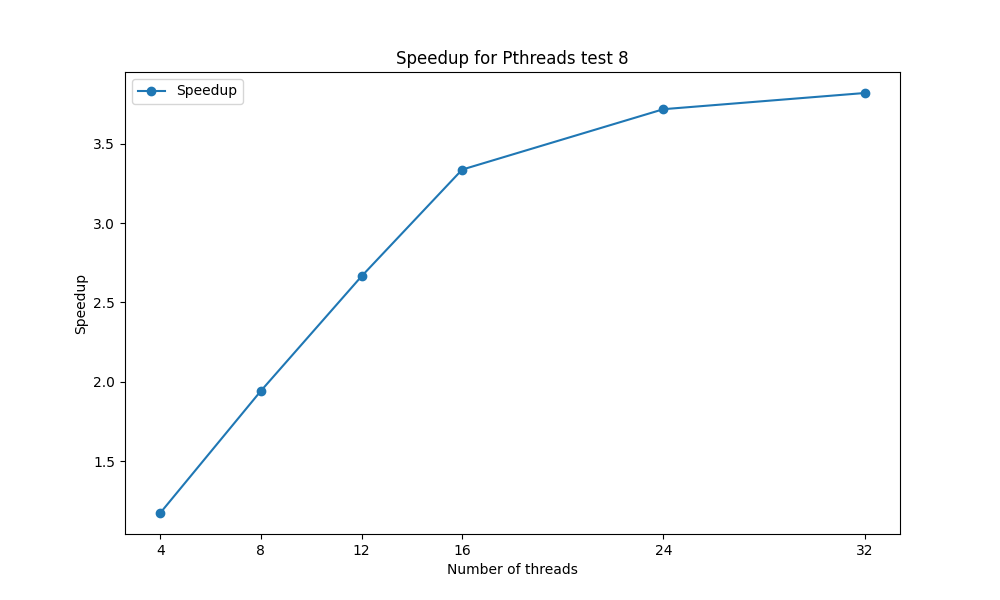 Speedup for Pthreads test 8
Speedup
3.5
3.0
2.5
2.0
1.5
Speedup
4 8 12 16 24 32
Number of threads